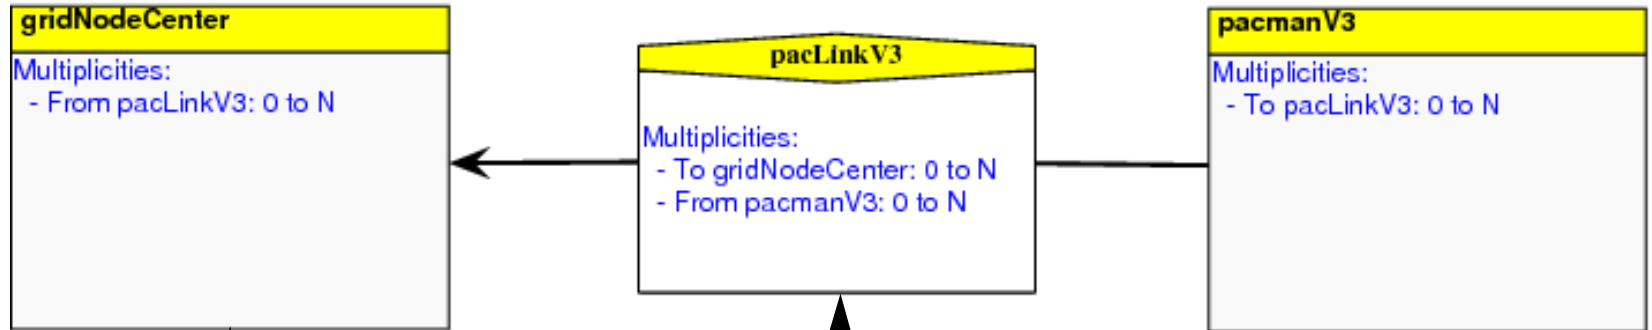 gridNodeCenter
Multiplicities:
- From pacLinkV3: 0 to N
pacLinkV3
Multiplicities:
- To gridNodeCenter: 0 to N
- From pacmanV3: 0 to N
pacmanV3
Multiplicities:
- To pacLinkV3: 0 to N